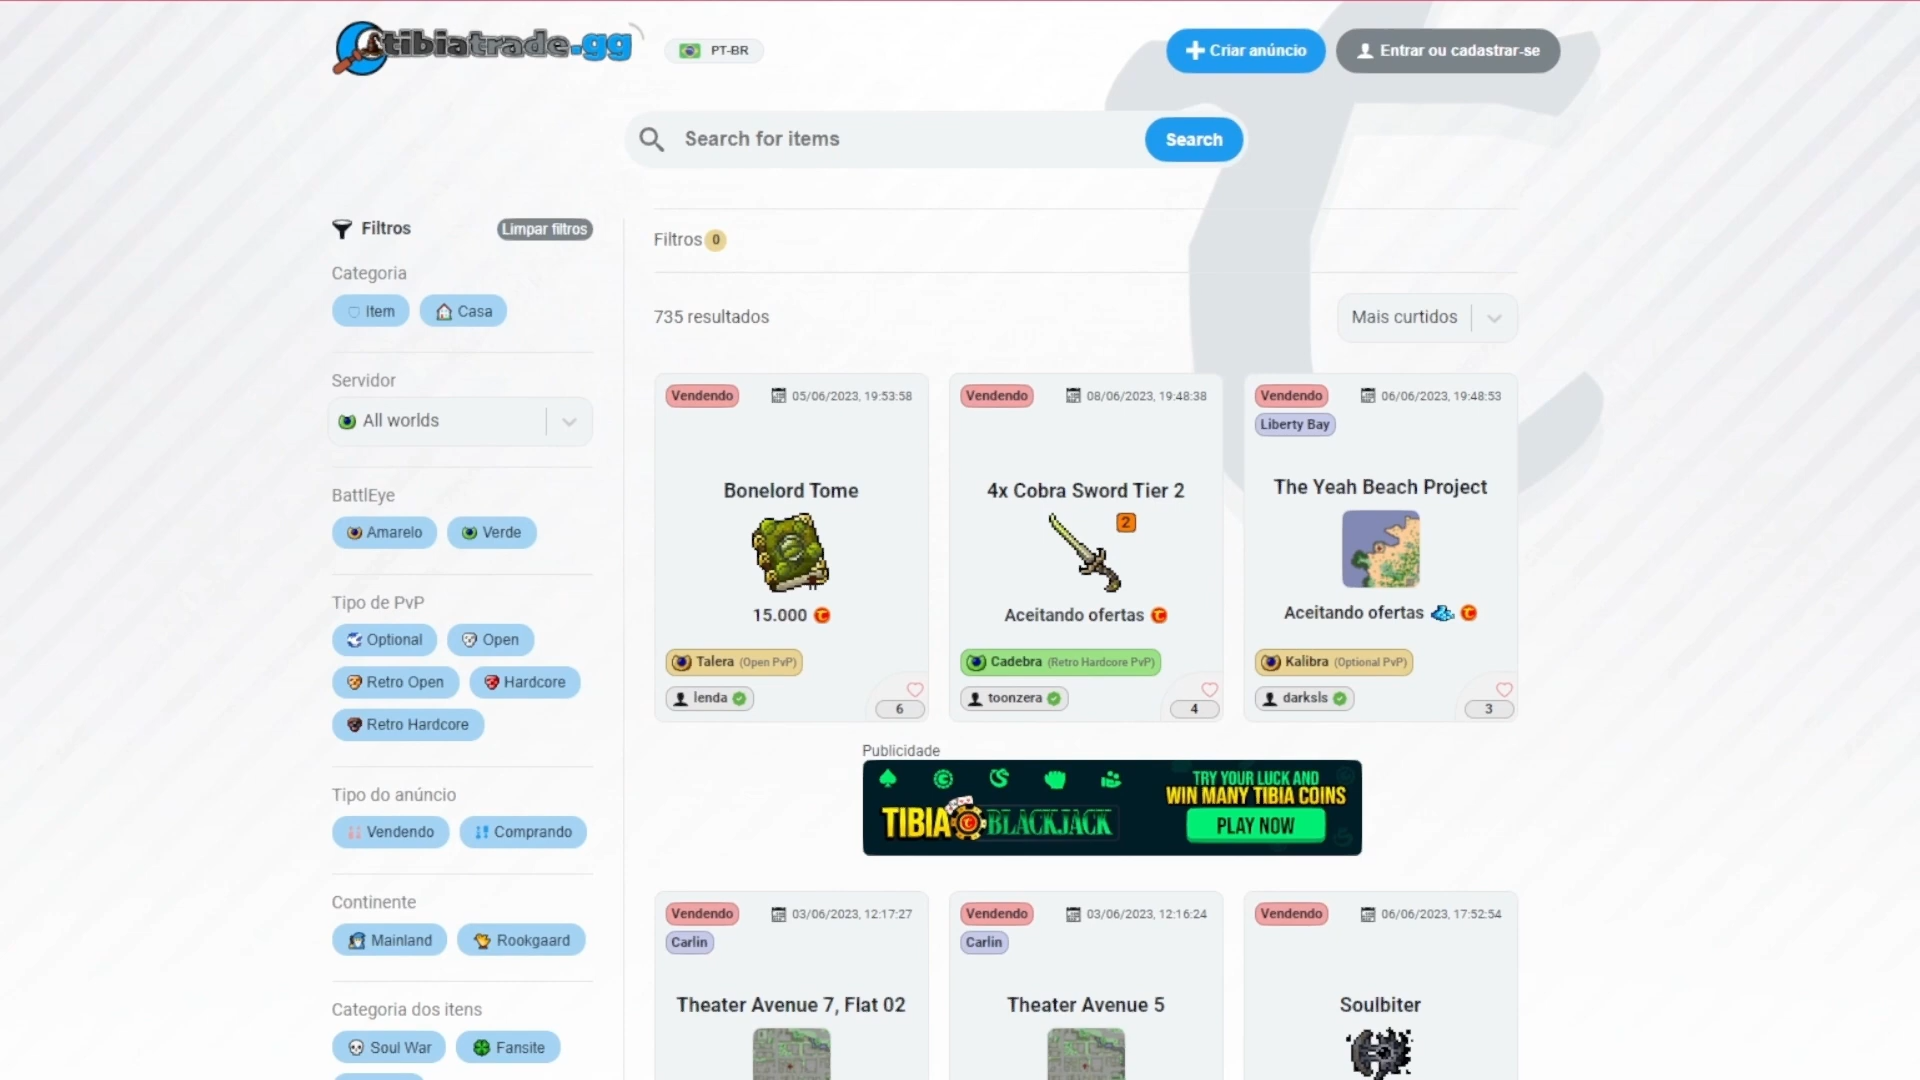 tibiatrade.gg
PT-BR
Criar anúncio
Entrar ou cadastrar-se
Search for items
Search
Filtros
Limpar filtros
Categoria
Item
Casa
Servidor
All worlds
BattlEye
Amarelo
Verde
Tipo de PvP
Optional
Open
Retro Open
Hardcore
Retro Hardcore
Tipo do anúncio
Vendendo
Comprando
Continente
Mainland
Rookgaard
Categoria dos itens
Soul War
Fansite
Filtros 0
735 resultados
Mais curtidos
Vendendo
05/06/2023, 19:53:58
Bonelord Tome
15.000
Talera (Open PvP)
lenda
6
Vendendo
08/06/2023, 19:48:38
4x Cobra Sword Tier 2
2
Aceitando ofertas
Cadebra (Retro Hardcore PvP)
toonzera
4
Vendendo
06/06/2023, 19:48:53
Liberty Bay
The Yeah Beach Project
Aceitando ofertas
Kalibra (Optional PvP)
darksls
3
Publicidade
TIBIA BLACKJACK
TRY YOUR LUCK AND
WIN MANY TIBIA COINS
PLAY NOW
Vendendo
03/06/2023, 12:17:27
Carlin
Theater Avenue 7, Flat 02
Vendendo
03/06/2023, 12:16:24
Carlin
Theater Avenue 5
Vendendo
06/06/2023, 17:52:54
Soulbiter